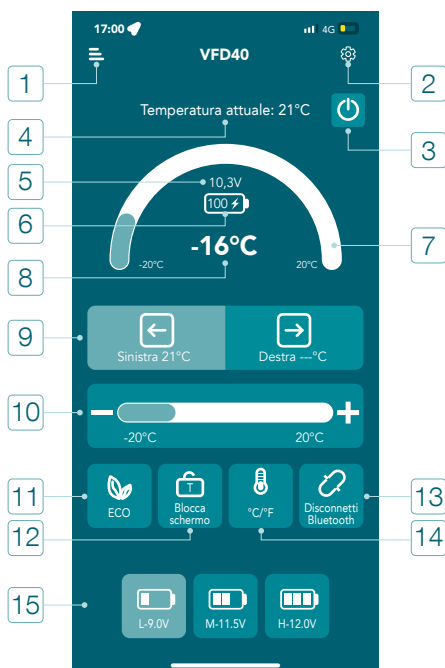 17:00 4G
VFD40
1
2
Temperatura attuale: 21°C
3
4
5
10,3V
6
100
7
-16°C
8
-20°C 20°C
9
Sinistra 21°C Destra ---°C
10
-20°C 20°C
11
ECO
T
Blocca
schermo
°C/°F
Disconnetti
Bluetooth
13
12
14
15
L-9.0V M-11.5V H-12.0V